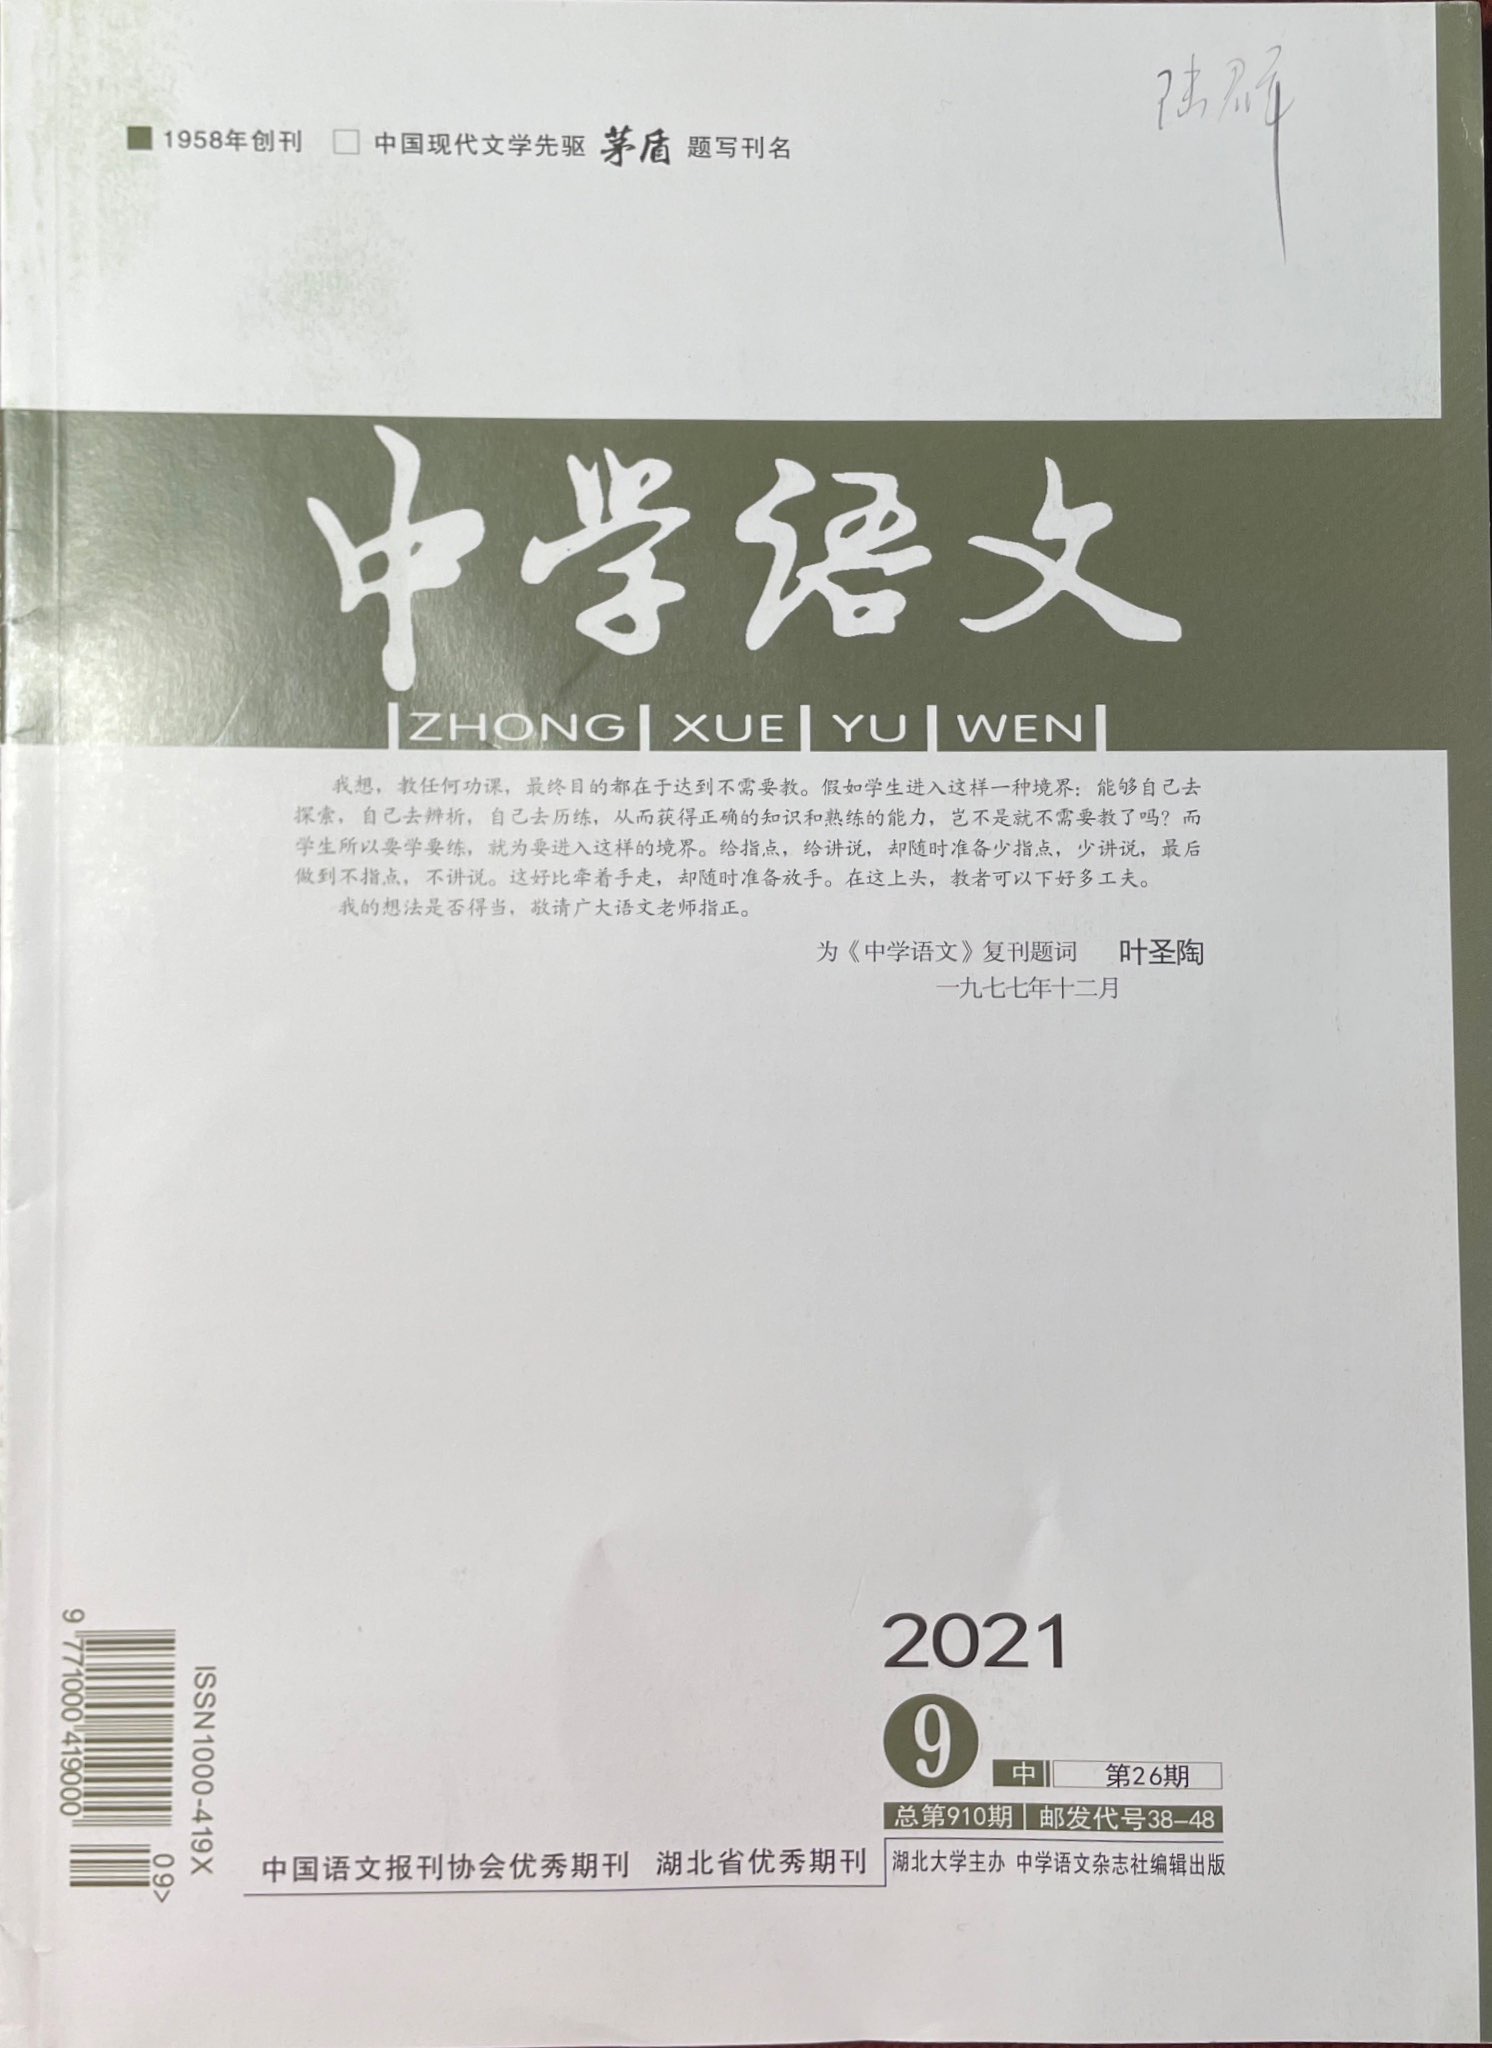 陆群
1958年创刊 中国现代文学先驱 茅盾 题写刊名
中学语文
ZHONG XUE YU WEN
我想，教任何功课，最终目的都在于达到不需要教。假如学生进入这样一种境界：能够自己去
探索，自己去辨析，自己去历练，从而获得正确的知识和熟练的能力，岂不是就不需要教了吗？而
学生所以要学要练，就为要进入这样的境界。给指点，给讲说，却随时准备少指点，少讲说，最后
做到不指点，不讲说。这好比牵着手走，却随时准备放手。在这上头，教者可以下好多工夫。
我的想法是否得当，敬请广大语文老师指正。
为《中学语文》复刊题词 叶圣陶
一九七七年十二月
2021
9 中 第26期
总第910期 邮发代号38-48
湖北大学主办 中学语文杂志社编辑出版
中国语文报刊协会优秀期刊 湖北省优秀期刊
ISSN1000-419X
9 771000 419000
09>